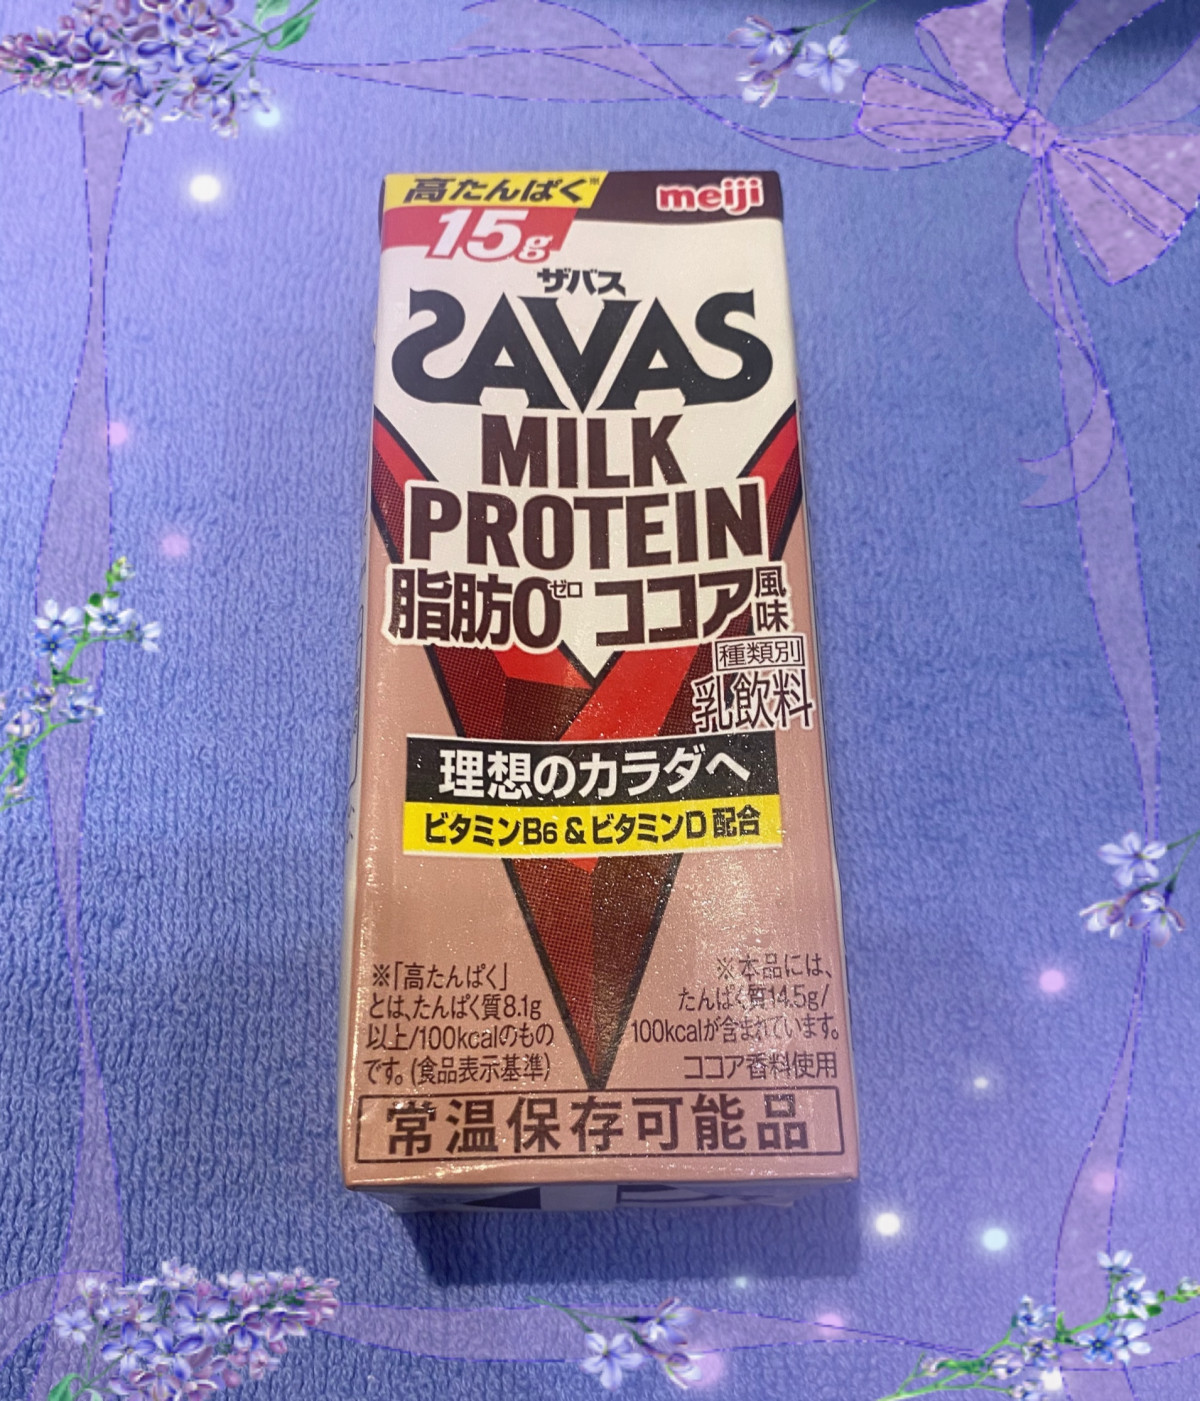 高たんぱく※
meiji
15g
ザバス
SAVAS
MILK
PROTEIN
脂肪0ゼロ ココア風味
種類別
乳飲料
理想のカラダへ
ビタミンB6&ビタミンD配合
※「高たんぱく」
とは、たんぱく質8.1g
以上/100kcalのもの
です。(食品表示基準)
※本品には、
たんぱく質14.5g/
100kcalが含まれています。
ココア香料使用
常温保存可能品